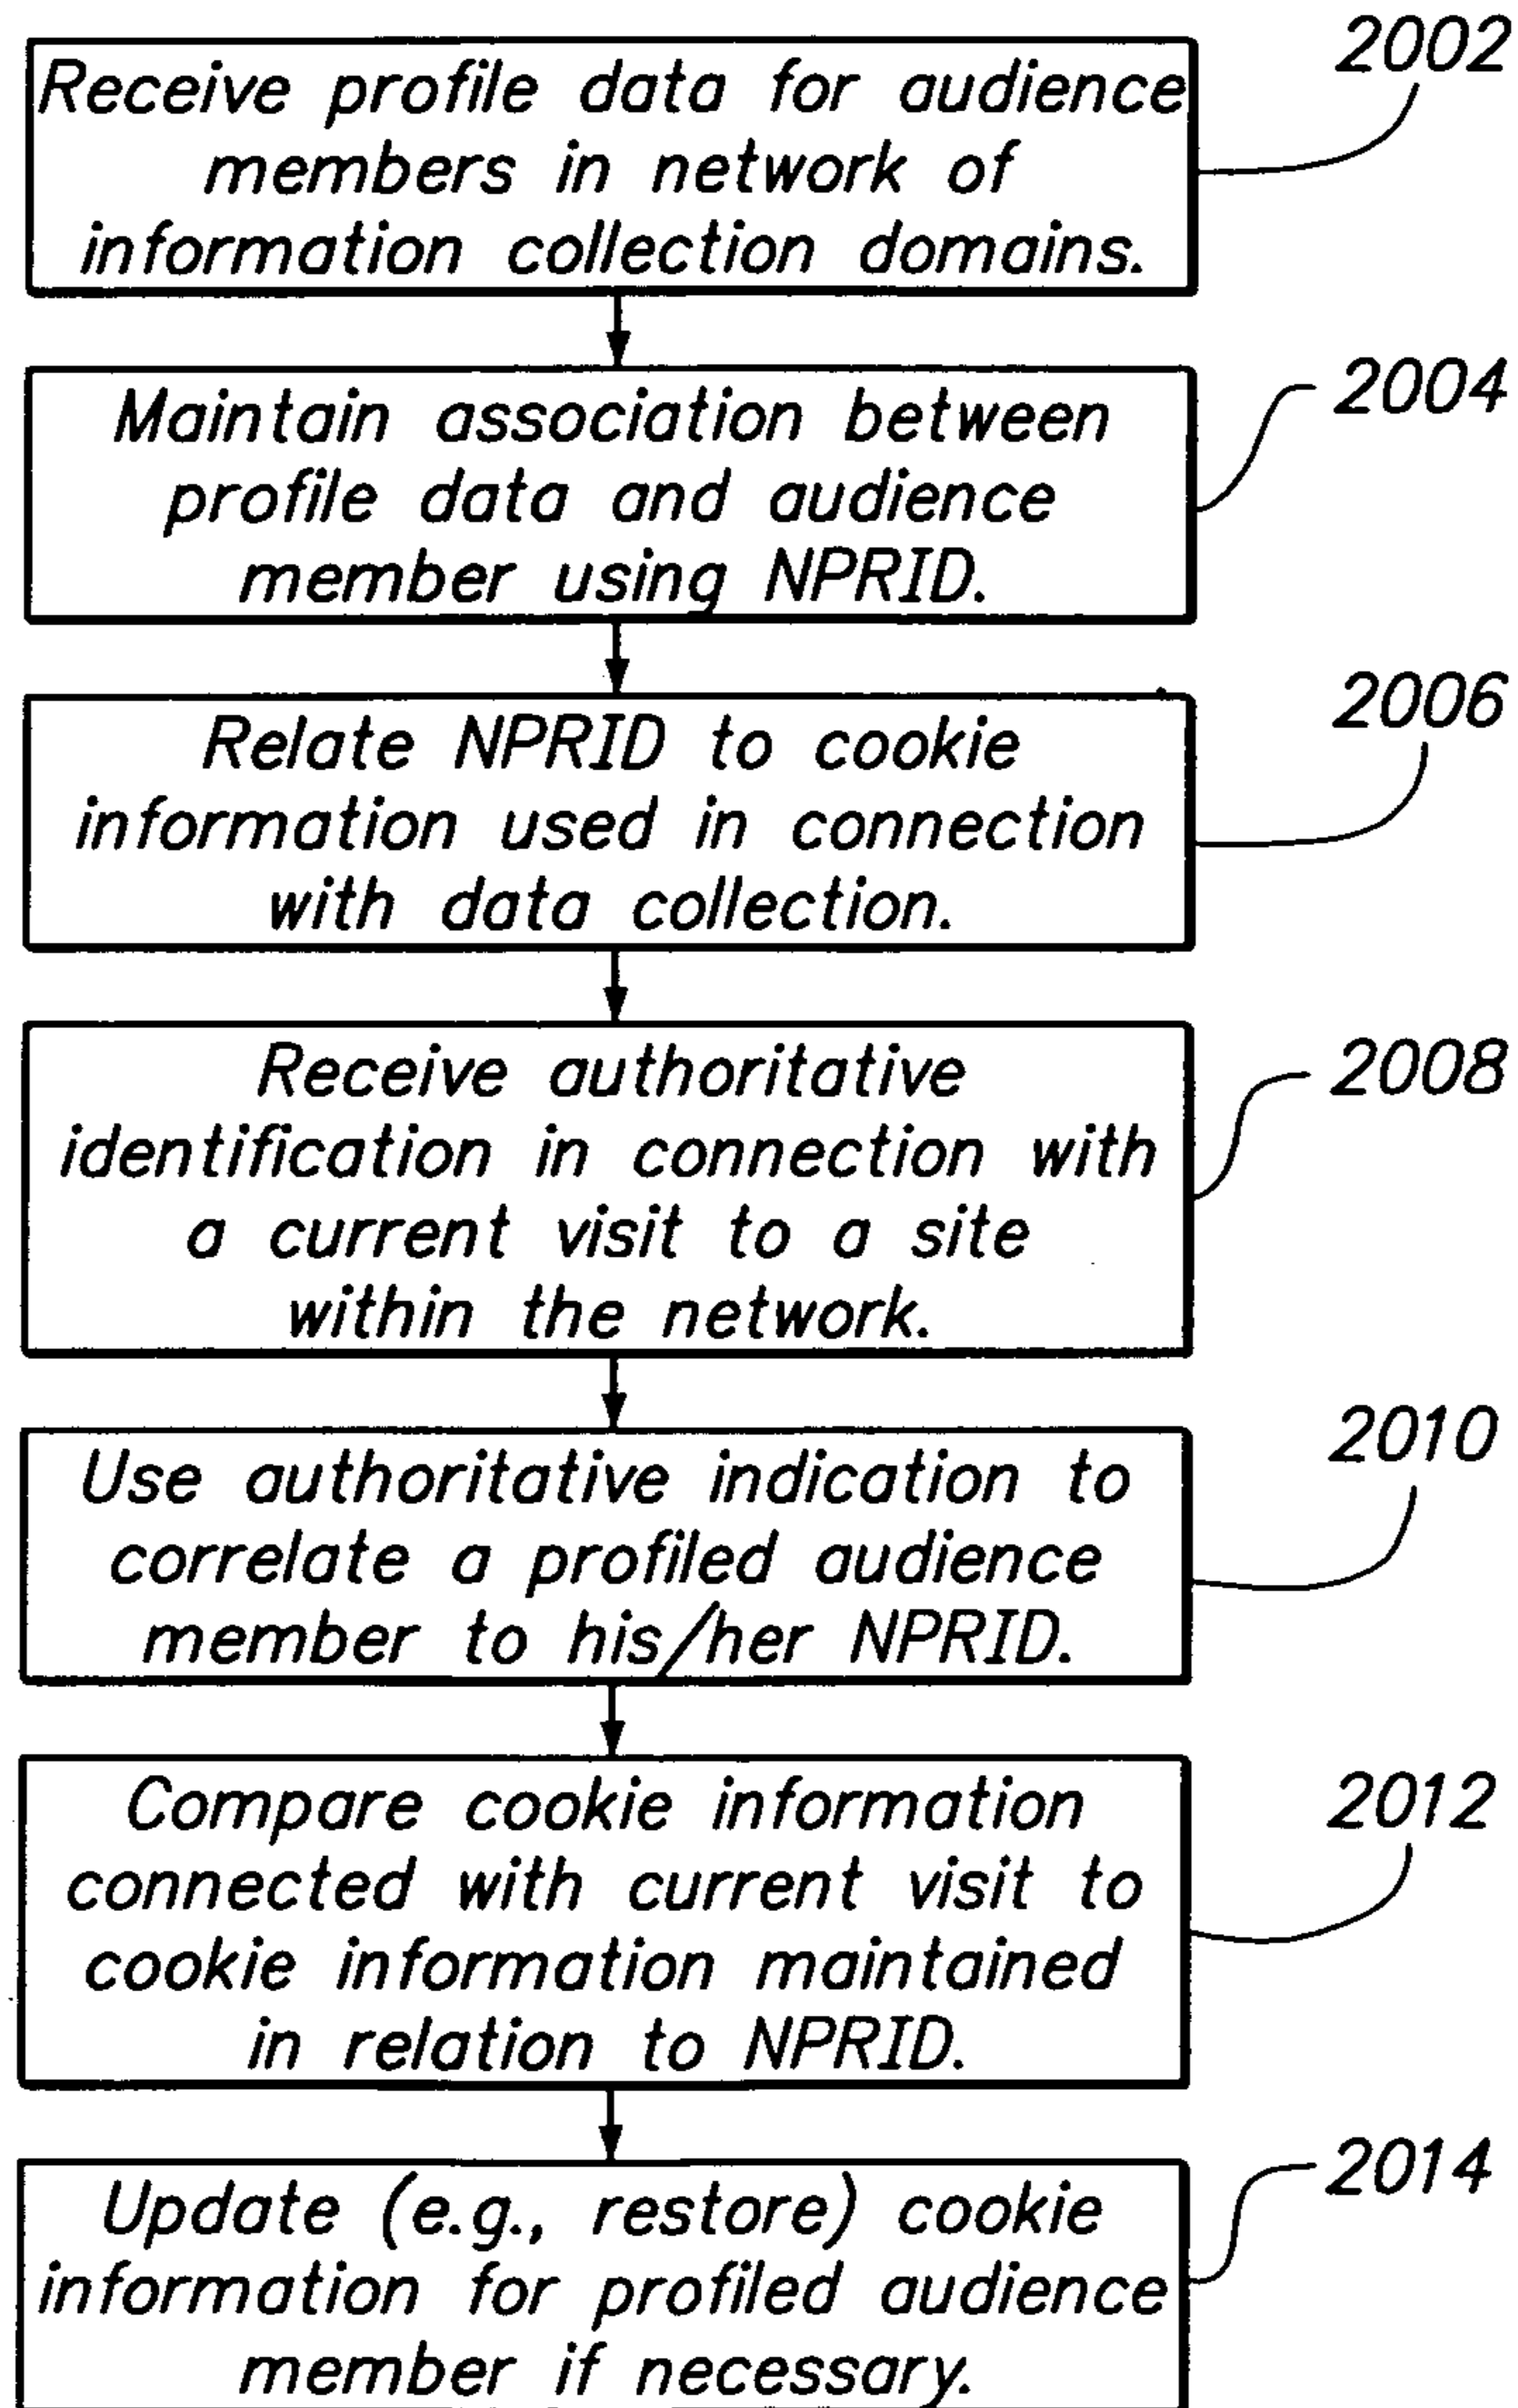 2002
Receive profile data for audience
members in network of
information collection domains.
2004
Maintain association between
profile data and audience
member using NPRID.
2006
Relate NPRID to cookie
information used in connection
with data collection.
2008
Receive authoritative
identification in connection with
a current visit to a site
within the network.
2010
Use authoritative indication to
correlate a profiled audience
member to his/her NPRID.
2012
Compare cookie information
connected with current visit to
cookie information maintained
in relation to NPRID.
2014
Update (e.g., restore) cookie
information for profiled audience
member if necessary.